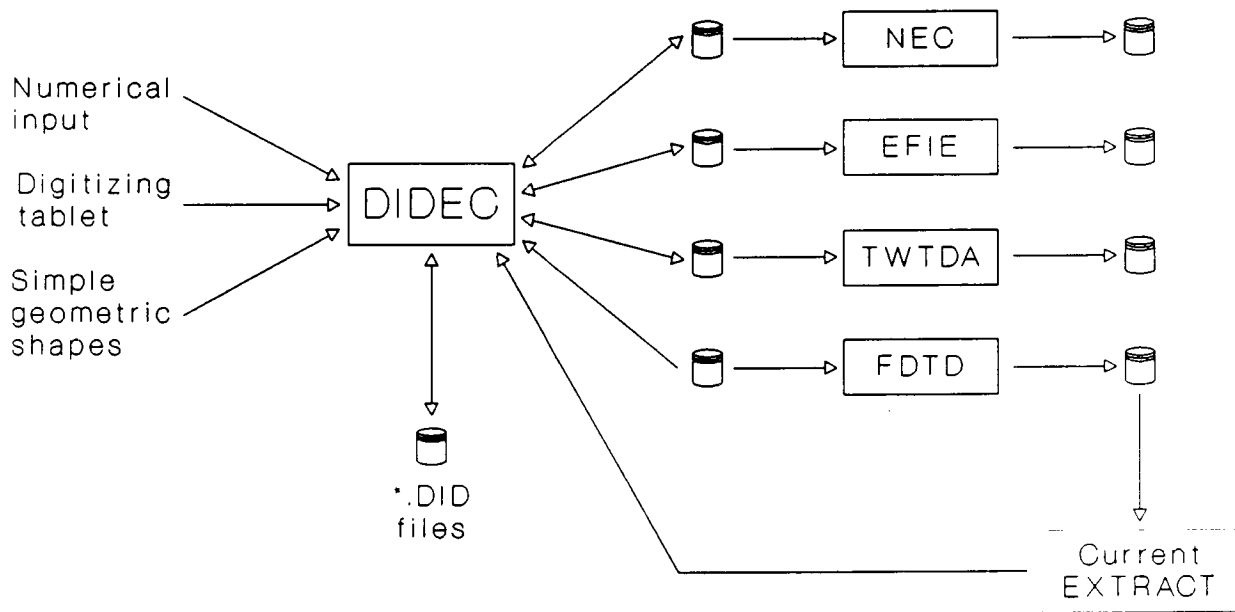 Numerical
input
Digitizing
tablet
Simple
geometric
shapes
DIDEC
*.DID
files
NEC
EFIE
TWTDA
FDTD
Current
EXTRACT